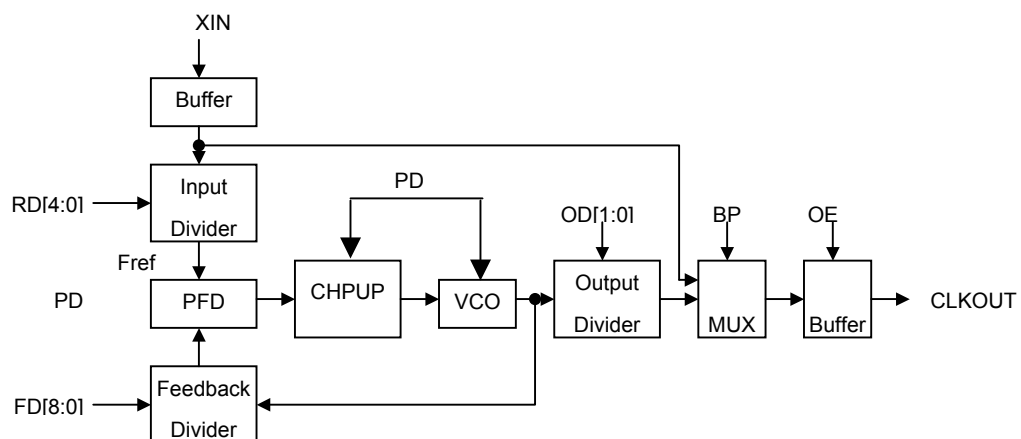 XIN
Buffer
Input
Divider
RD[4:0]
PD
OD[1:0]
BP
OE
Fref
PD
PFD
CHPUP
VCO
Output
Divider
MUX
Buffer
CLKOUT
FD[8:0]
Feedback
Divider